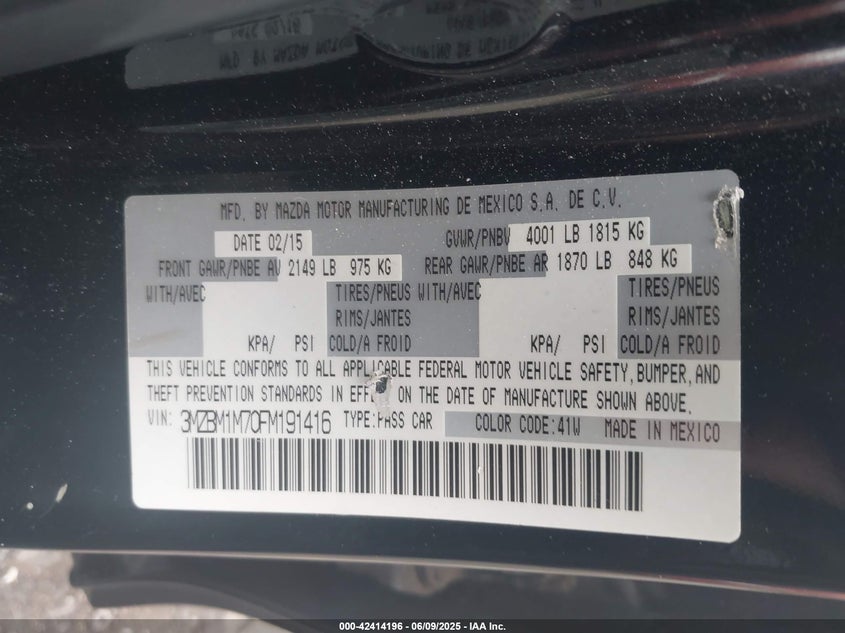 MFD. BY MAZDA MOTOR MANUFACTURING DE MEXICO S.A. DE C.V.
DATE 02/15 GVWR/PNBV 4001 LB 1815 KG
FRONT GAWR/PNBE AV 2149 LB 975 KG REAR GAWR/PNBE AR 1870 LB 848 KG
WITH/AVEC TIRES/PNEUS WITH/AVEC TIRES/PNEUS
RIMS/JANTES RIMS/JANTES
KPA/ PSI COLD/A FROID KPA/ PSI COLD/A FROID
THIS VEHICLE CONFORMS TO ALL APPLICABLE FEDERAL MOTOR VEHICLE SAFETY, BUMPER, AND
THEFT PREVENTION STANDARDS IN EFF ON THE DATE OF MANUFACTURE SHOWN ABOVE.
VIN: 3MZBM1M70FM191416 TYPE:PASS CAR COLOR CODE:41W MADE IN MEXICO
000-42414196 - 06/09/2025 - IAA Inc.